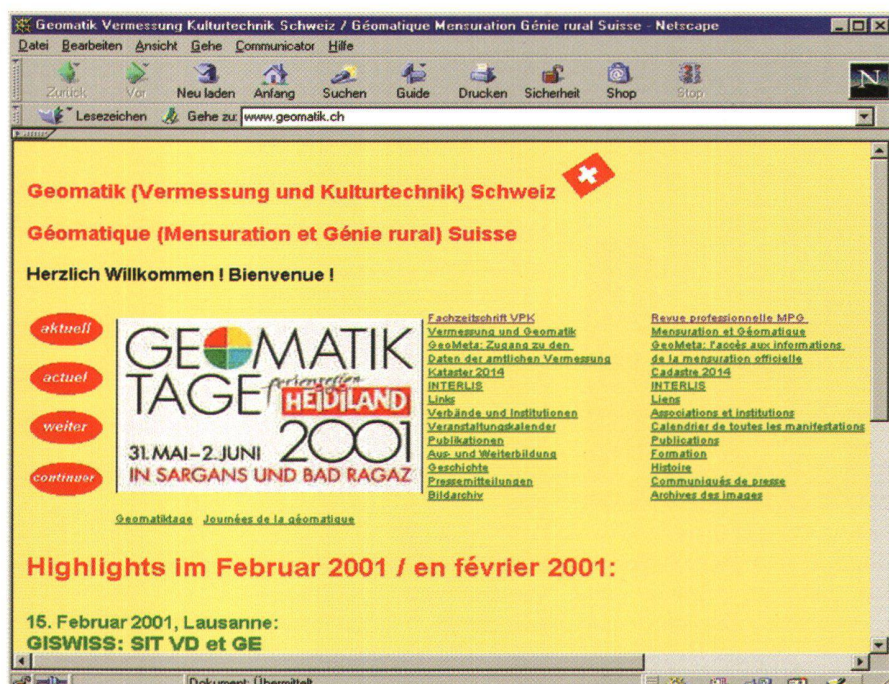 Geomatik Vermessung Kulturtechnik Schweiz / Géomatique Mensuration Génie rural Suisse - Netscape
Datei Bearbeiten Ansicht Gehe Communicator Hilfe
Zurück Vor Neu laden Anfang Suchen Guide Drucken Sicherheit Shop Stop
N
Lesezeichen Gehe zu: www.geomatik.ch
Geomatik (Vermessung und Kulturtechnik) Schweiz
Géomatique (Mensuration et Génie rural) Suisse
Herzlich Willkommen ! Bienvenue !
aktuell
actuel
weiter
continuer
GEOMATIK
TAGE ferienregion HEIDILAND
2001
31. MAI–2. JUNI
IN SARGANS UND BAD RAGAZ
Geomatiktage Journées de la géomatique
Fachzeitschrift VPK
Vermessung und Geomatik
GeoMeta: Zugang zu den
Daten der amtlichen Vermessung
Kataster 2014
INTERLIS
Links
Verbände und Institutionen
Veranstaltungskalender
Publikationen
Aus- und Weiterbildung
Geschichte
Pressemitteilungen
Bildarchiv
Revue professionnelle MPG
Mensuration et Géomatique
GeoMeta: l'accès aux informations
de la mensuration officielle
Cadastre 2014
INTERLIS
Liens
Associations et institutions
Calendrier de toutes les manifestations
Publications
Formation
Histoire
Communiqués de presse
Archives des images
Highlights im Februar 2001 / en février 2001:
15. Februar 2001, Lausanne:
GISWISS: SIT VD et GE
Dokument: Übermittelt